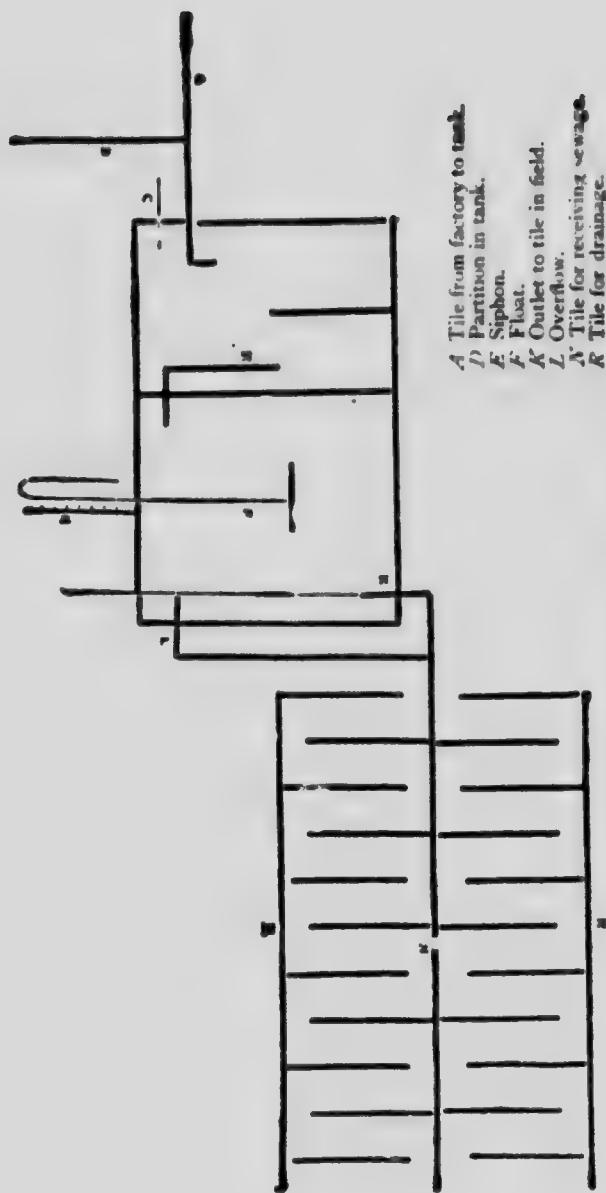 A Tile from factory to tank.
D Partition in tank.
E Siphon.
F Float.
K Outlet to tile in field.
L Overflow.
N Tile for receiving sewage.
R Tile for drainage.